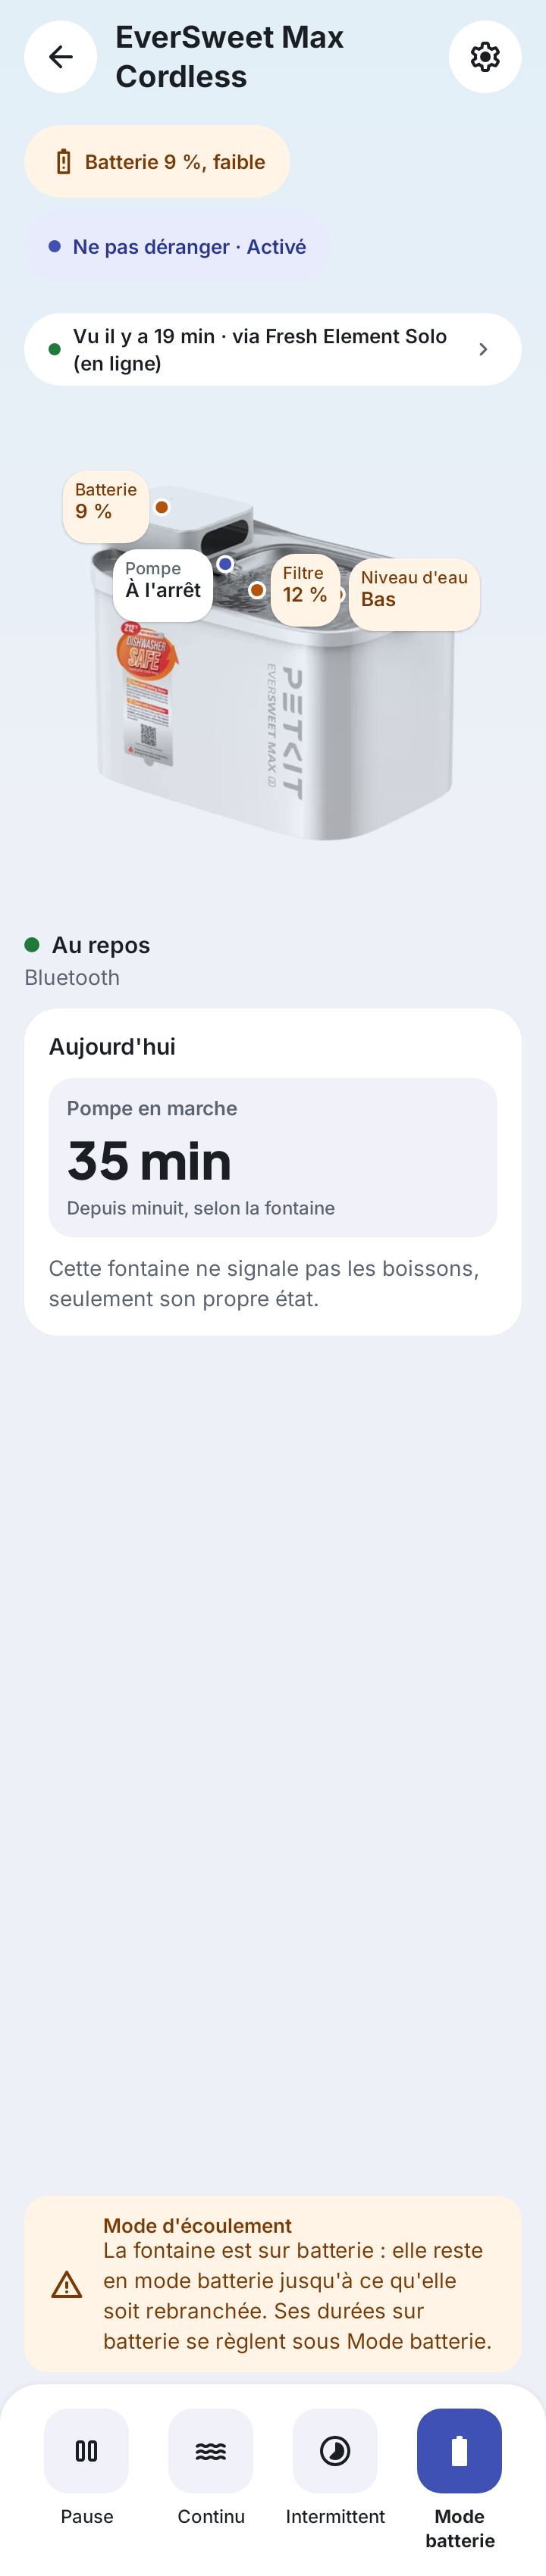 EverSweet Max
Cordless
Batterie 9 %, faible
Ne pas déranger · Activé
Vu il y a 19 min · via Fresh Element Solo
(en ligne)
Batterie
9 %
Pompe
À l'arrêt
Filtre
12 %
Niveau d'eau
Bas
DISHWASHER
SAFE
PETKIT
EVERSWEET MAX
Au repos
Bluetooth
Aujourd'hui
Pompe en marche
35 min
Depuis minuit, selon la fontaine
Cette fontaine ne signale pas les boissons,
seulement son propre état.
Mode d'écoulement
La fontaine est sur batterie : elle reste
en mode batterie jusqu'à ce qu'elle
soit rebranchée. Ses durées sur
batterie se règlent sous Mode batterie.
Pause
Continu
Intermittent
Mode
batterie